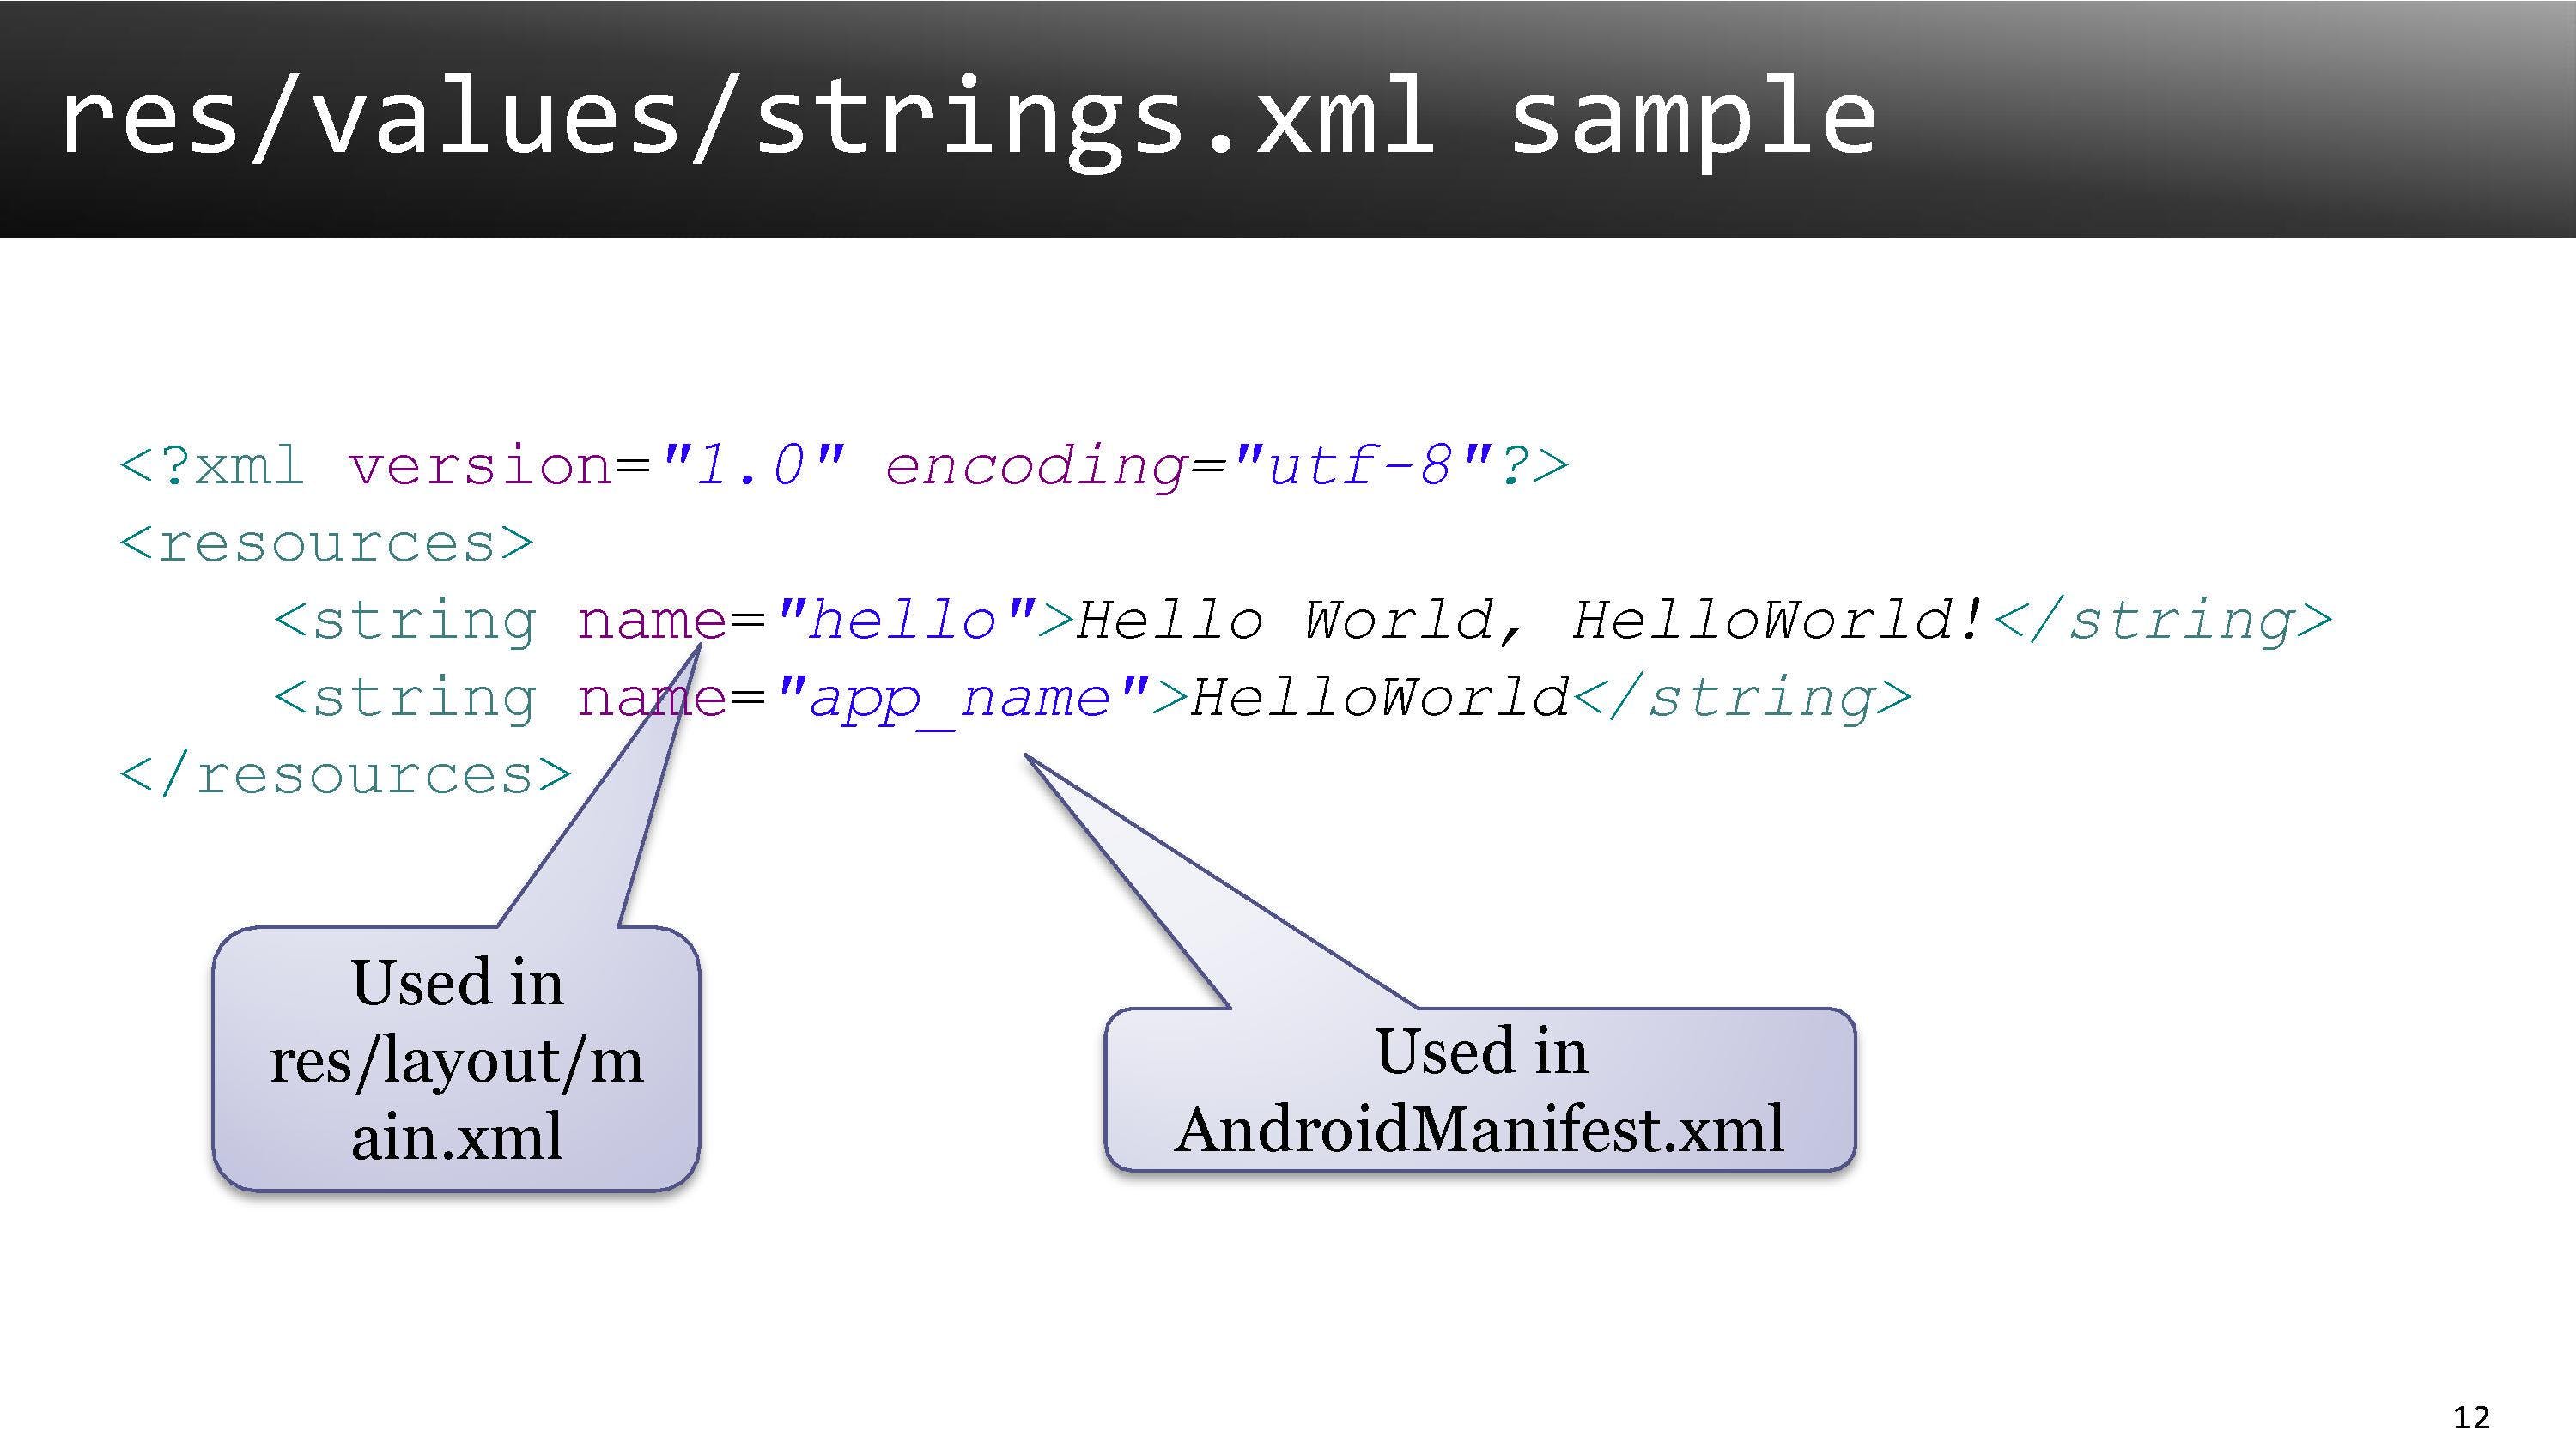 res/values/strings.xml sample
<?xml version="1.0" encoding="utf-8"?>
<resources>
    <string name="hello">Hello World, HelloWorld!</string>
    <string name="app_name">HelloWorld</string>
</resources>
Used in
res/layout/m
ain.xml
Used in
AndroidManifest.xml
12